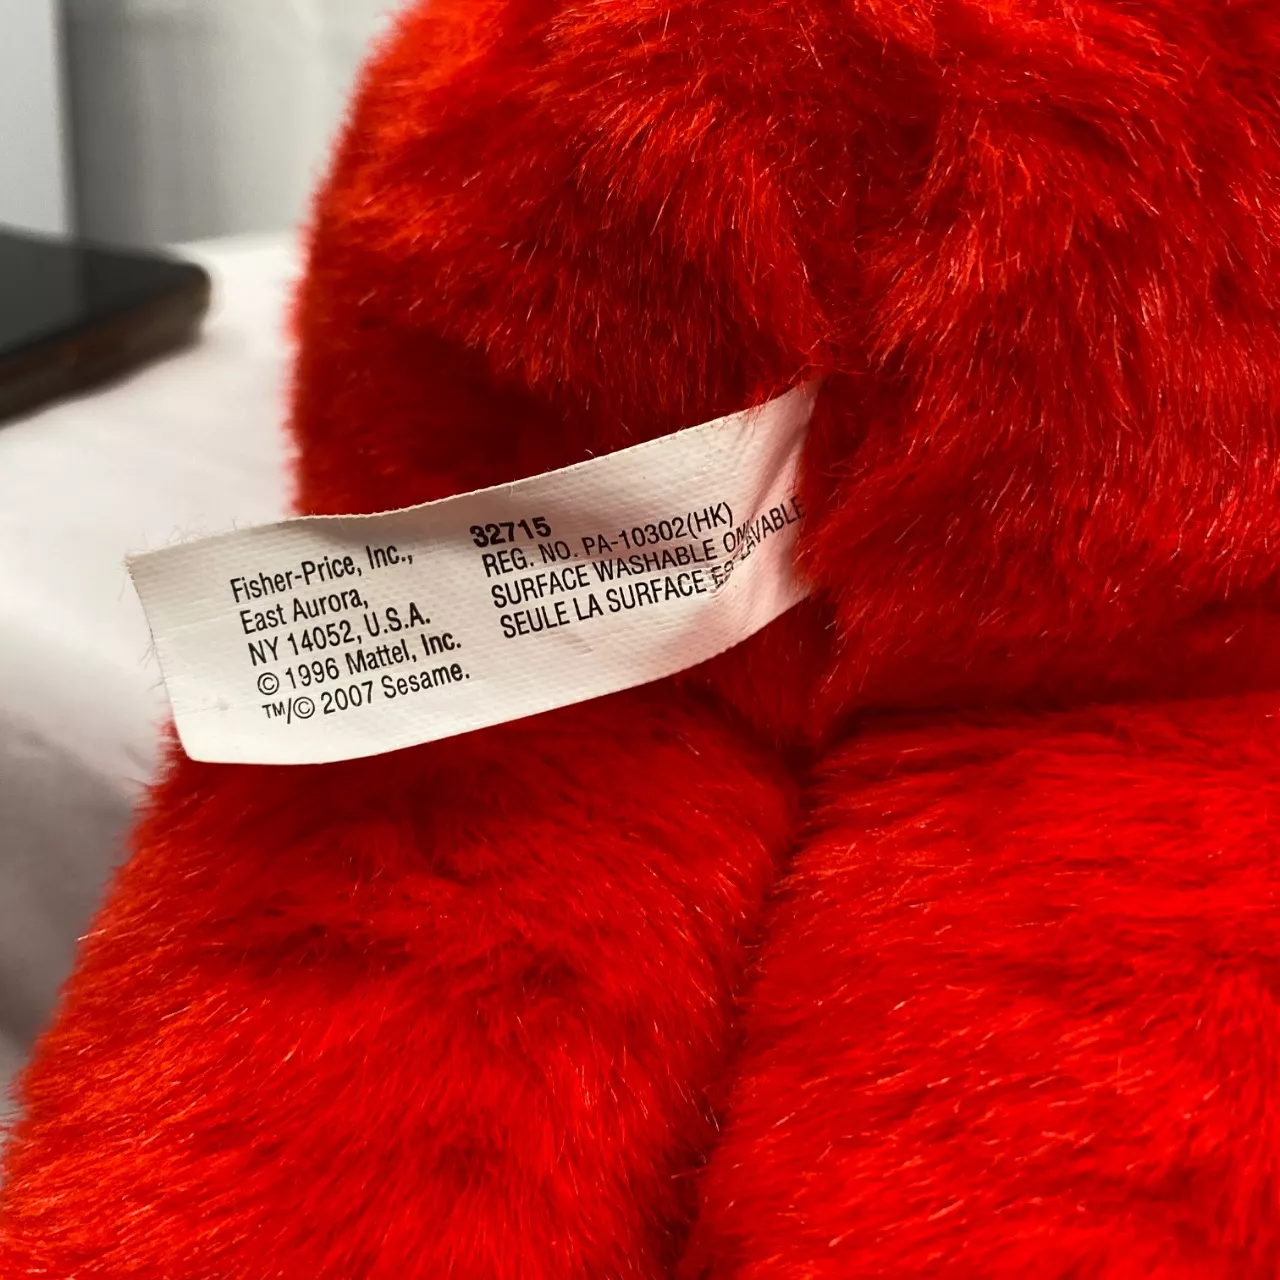 Fisher-Price, Inc.,
East Aurora,
NY 14052, U.S.A.
© 1996 Mattel, Inc.
™/© 2007 Sesame.
32715
REG. NO. PA-10302(HK)
SURFACE WASHABLE
SEULE LA SURFACE LAVABLE